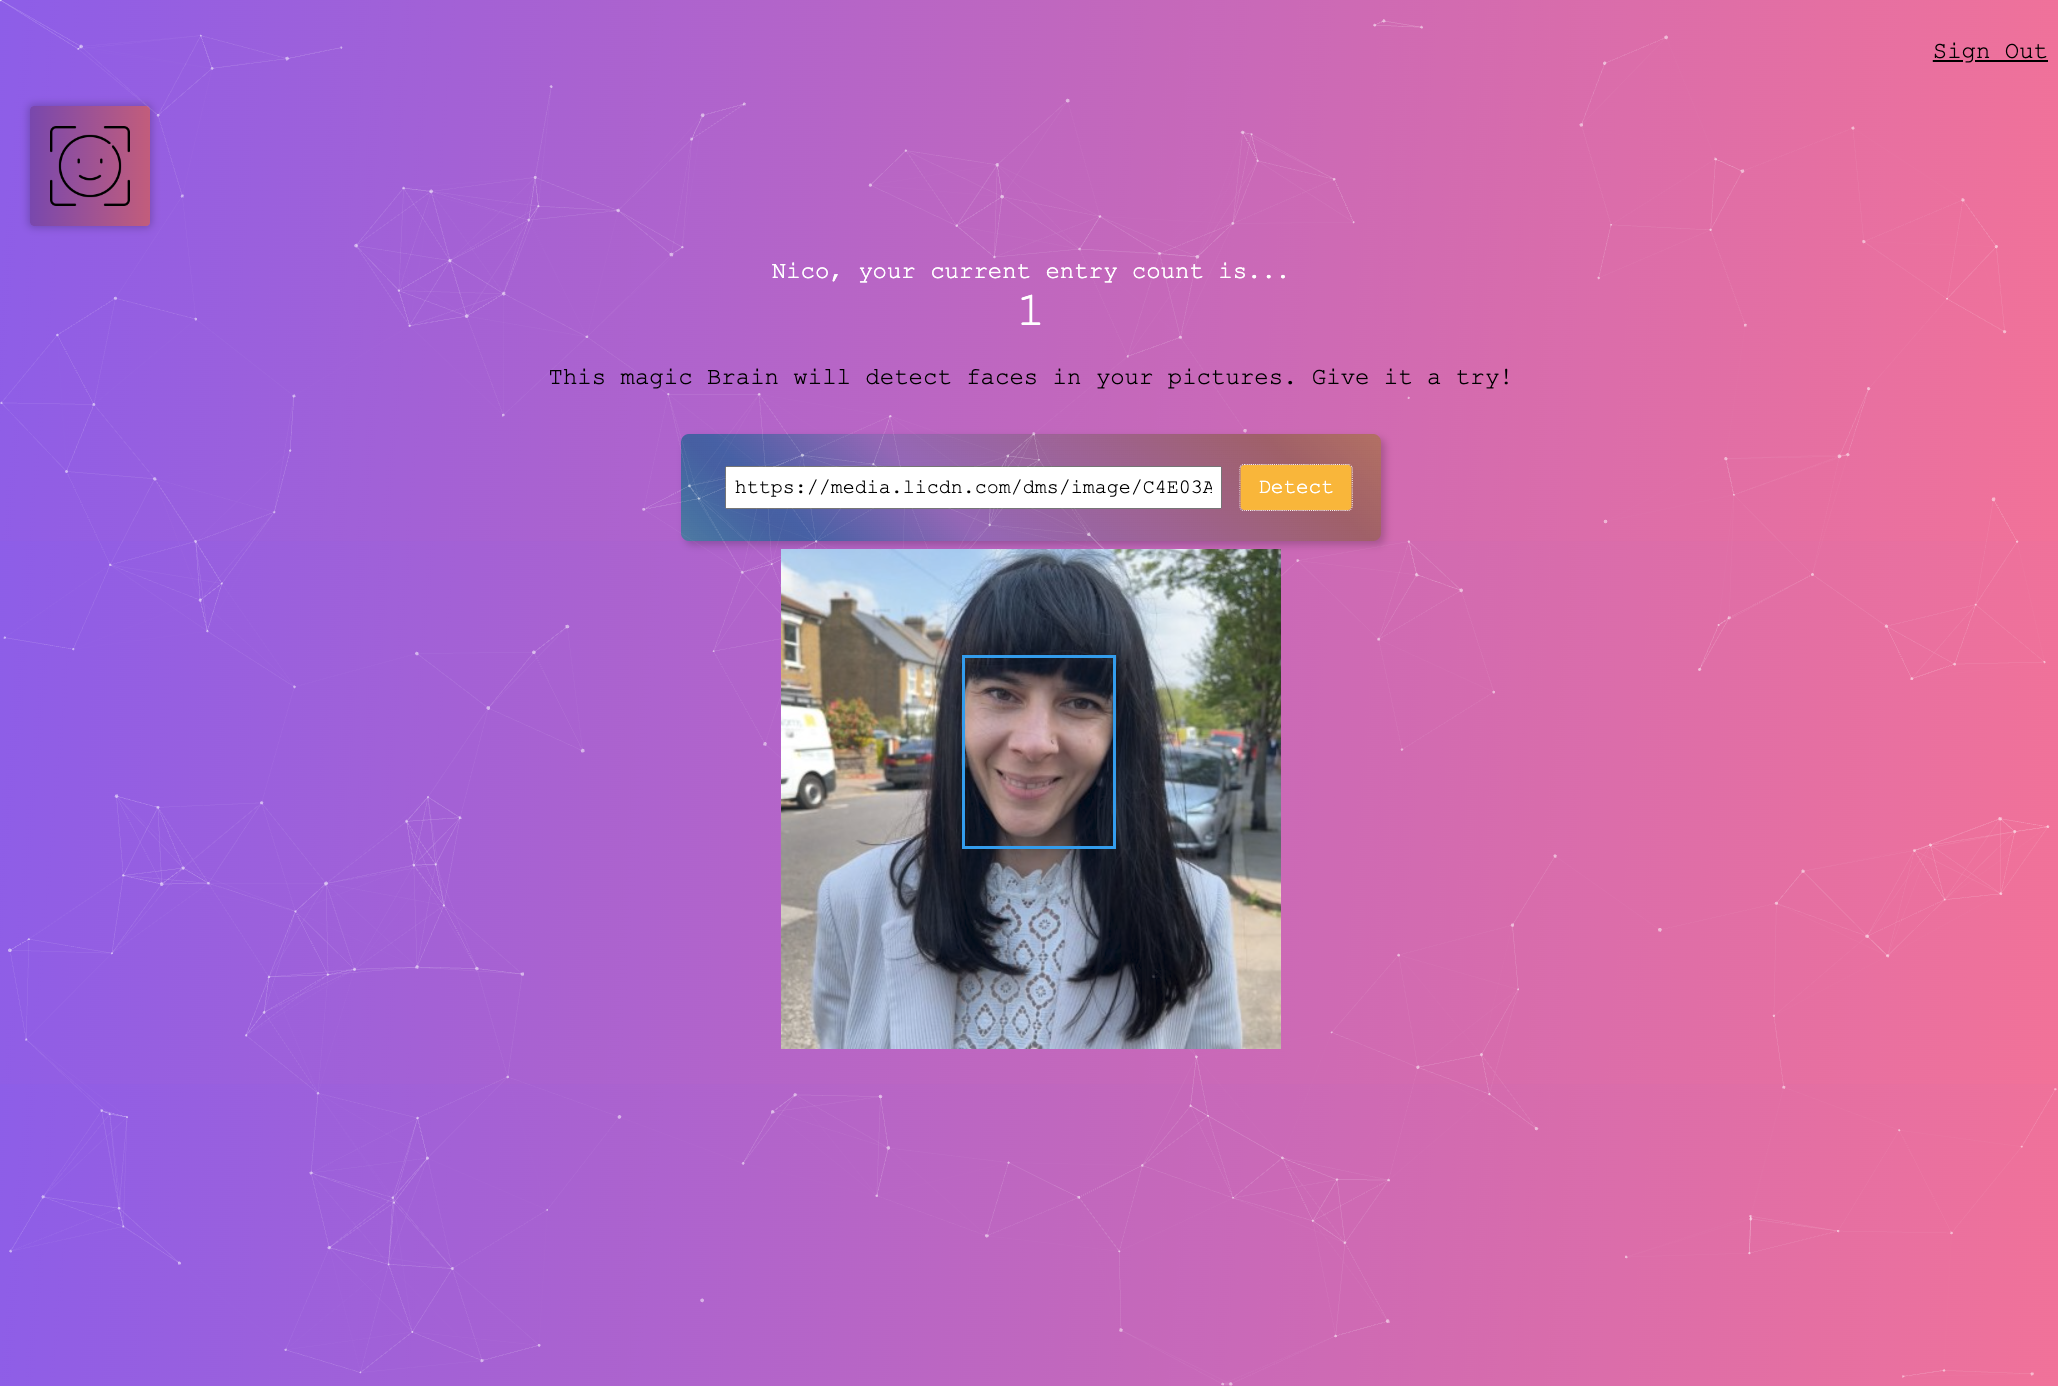 Sign Out
Nico, your current entry count is...
1
This magic Brain will detect faces in your pictures. Give it a try!
https://media.licdn.com/dms/image/C4E03A
Detect